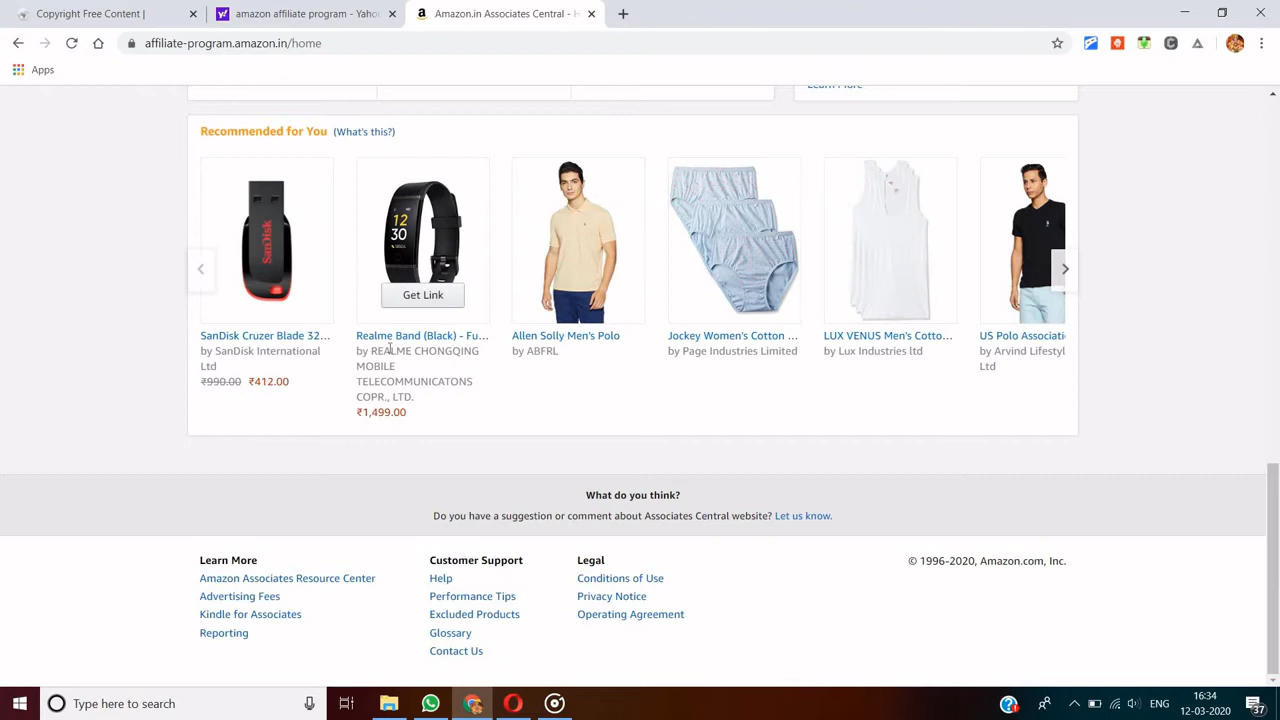 Copyright Free Content |
amazon affiliate program - Yahoo
Amazon.in Associates Central - H
affiliate-program.amazon.in/home
Apps
Learn More
Recommended for You (What's this?)
12
30
SanDisk
Get Link
SanDisk Cruzer Blade 32...
by SanDisk International
Ltd
₹990.00 ₹412.00
Realme Band (Black) - Fu...
by REALME CHONGQING
MOBILE
TELECOMMUNICATONS
COPR., LTD.
₹1,499.00
Allen Solly Men's Polo
by ABFRL
Jockey Women's Cotton ...
by Page Industries Limited
LUX VENUS Men's Cotto...
by Lux Industries ltd
US Polo Associati
by Arvind Lifestyl
Ltd
What do you think?
Do you have a suggestion or comment about Associates Central website? Let us know.
Learn More
Amazon Associates Resource Center
Advertising Fees
Kindle for Associates
Reporting
Customer Support
Help
Performance Tips
Excluded Products
Glossary
Contact Us
Legal
Conditions of Use
Privacy Notice
Operating Agreement
© 1996-2020, Amazon.com, Inc.
Type here to search
ENG
16:34
12-03-2020
37